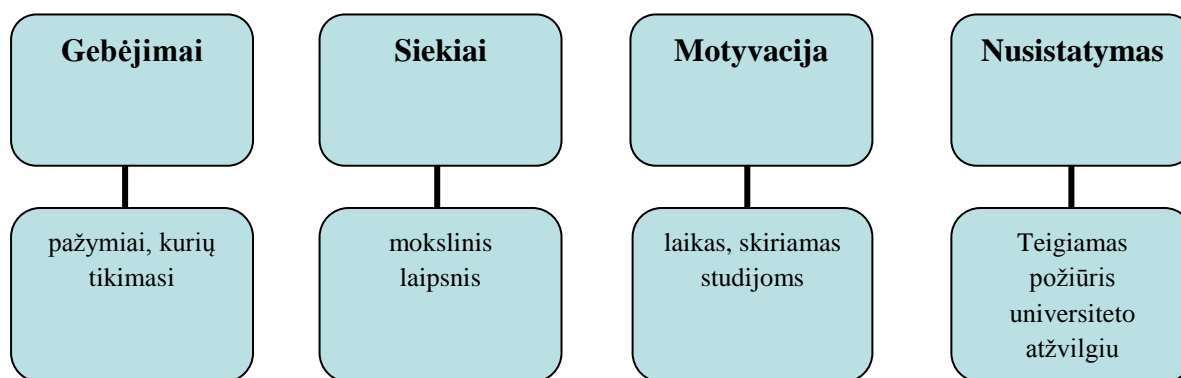 Gebėjimai
Siekiai
Motyvacija
Nusistatymas
pažymiai, kurių
tikimasi
mokslinis
laipsnis
laikas, skiriamas
studijoms
Teigiamas
požiūris
universiteto
atžvilgiu